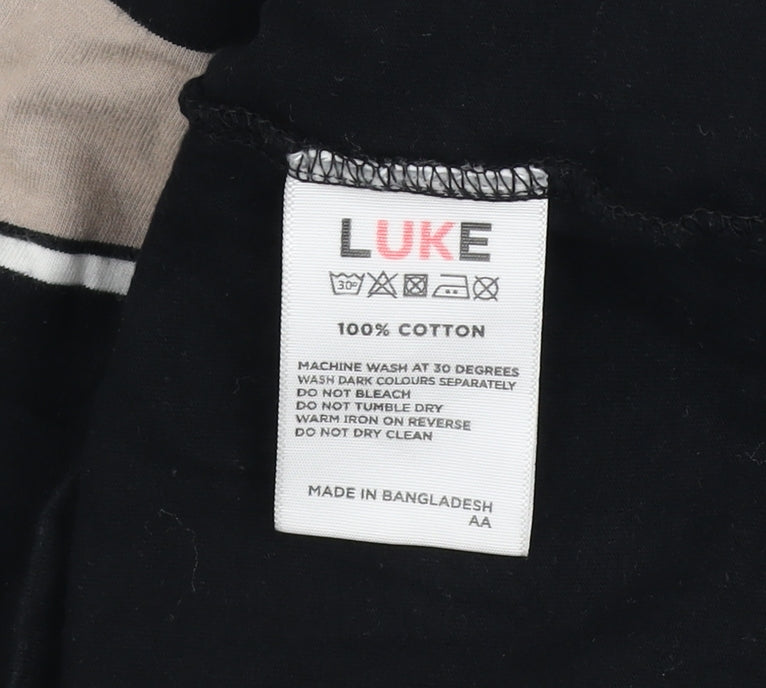 LUKE
30°
100% COTTON
MACHINE WASH AT 30 DEGREES
WASH DARK COLOURS SEPARATELY
DO NOT BLEACH
DO NOT TUMBLE DRY
WARM IRON ON REVERSE
DO NOT DRY CLEAN
MADE IN BANGLADESH
AA